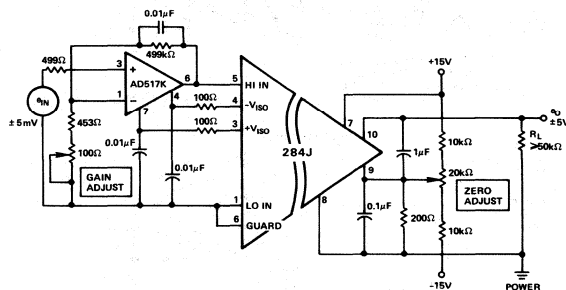 0.01µF
499kΩ
499Ω
3
+
AD517K
6
1
−
7
4
eIN
±5mV
453Ω
100Ω
GAIN
ADJUST
0.01µF
0.01µF
100Ω
100Ω
5
HI IN
4
−VISO
3
+VISO
284J
1
LO IN
6
GUARD
+15V
7
10
eO
±5V
10kΩ
RL
≥50kΩ
1µF
9
20kΩ
ZERO
ADJUST
8
0.1µF
200Ω
10kΩ
−15V
POWER